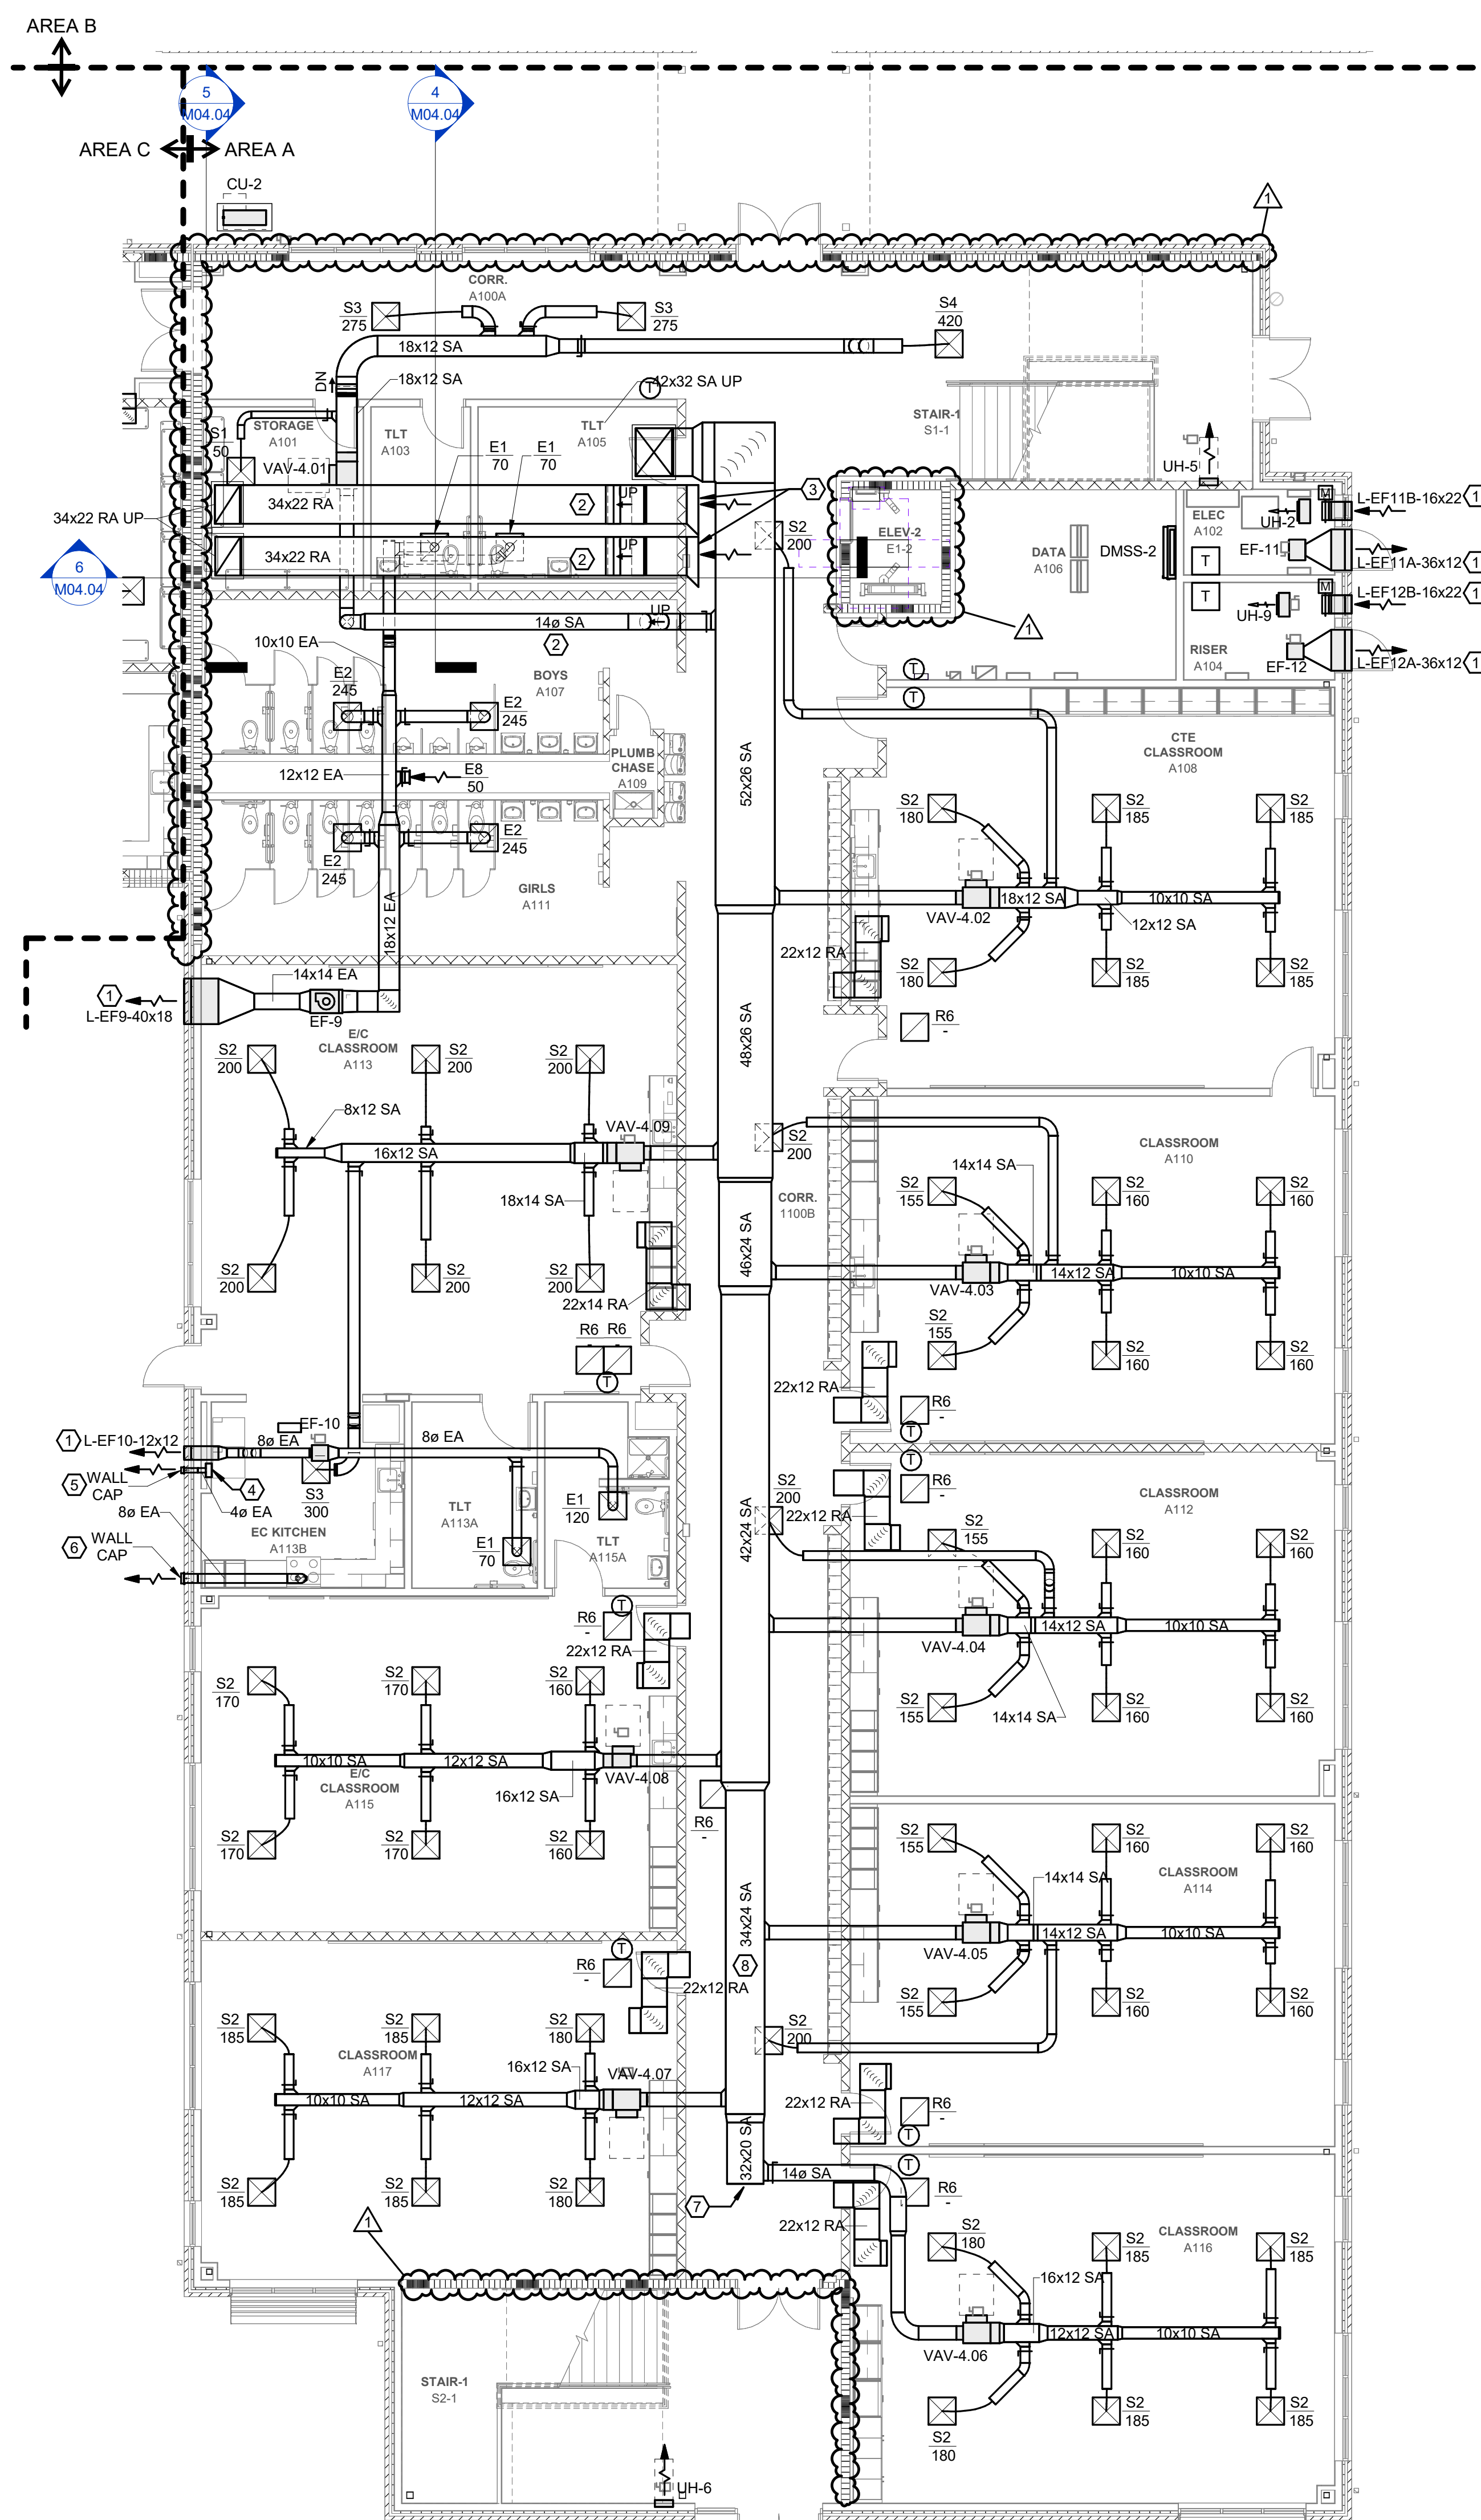 AREA B
5
M04.04
4
M04.04
AREA C
AREA A
CU-2
1
CORR.
A100A
S3
275
S3
275
S4
420
18x12 SA
DN
18x12 SA
42x32 SA UP
T
STORAGE
A101
S1
50
TLT
A103
TLT
A105
STAIR-1
S1-1
E1
70
E1
70
VAV-4.01
UH-5
34x22 RA
2
UP
3
34x22 RA UP
34x22 RA
2
UP
S2
200
ELEV-2
E1-2
DATA
A106
DMSS-2
ELEC
A102
UH-2
M
L-EF11B-16x22
1
EF-11
L-EF11A-36x12
1
T
6
M04.04
T
M
L-EF12B-16x22
1
UH-9
EF-12
L-EF12A-36x12
1
RISER
A104
14ø SA
UP
2
1
10x10 EA
BOYS
A107
E2
245
E2
245
T
T
PLUMB
CHASE
A109
12x12 EA
E8
50
52x26 SA
CTE
CLASSROOM
A108
S2
180
S2
185
S2
185
E2
245
E2
245
GIRLS
A111
18x12 EA
VAV-4.02
18x12 SA
10x10 SA
12x12 SA
22x12 RA
S2
180
S2
185
S2
185
14x14 EA
1
L-EF9-40x18
EF-9
R6
-
E/C
CLASSROOM
A113
48x26 SA
S2
200
S2
200
S2
200
8x12 SA
VAV-4.09
16x12 SA
18x14 SA
S2
200
CLASSROOM
A110
14x14 SA
CORR.
1100B
S2
155
S2
160
S2
160
46x24 SA
VAV-4.03
14x12 SA
10x10 SA
S2
200
S2
200
S2
200
22x14 RA
R6
-
R6
-
T
S2
155
S2
160
S2
160
22x12 RA
R6
-
T
EF-10
1
L-EF10-12x12
8ø EA
8ø EA
T
5
WALL
CAP
4
4ø EA
S3
300
8ø EA
EC KITCHEN
A113B
TLT
A113A
E1
120
TLT
A115A
E1
70
6
WALL
CAP
42x24 SA
S2
200
22x12 RA
R6
-
CLASSROOM
A112
S2
155
S2
160
S2
160
R6
-
T
22x12 RA
VAV-4.04
14x12 SA
10x10 SA
14x14 SA
S2
155
S2
160
S2
160
S2
170
S2
170
S2
160
10x10 SA
12x12 SA
VAV-4.08
16x12 SA
E/C
CLASSROOM
A115
R6
-
S2
170
S2
170
S2
160
S2
155
S2
160
S2
160
CLASSROOM
A114
14x14 SA
34x24 SA
8
VAV-4.05
14x12 SA
10x10 SA
R6
-
T
22x12 RA
S2
155
S2
160
S2
160
S2
200
S2
185
S2
185
S2
180
CLASSROOM
A117
16x12 SA
VAV-4.07
10x10 SA
12x12 SA
22x12 RA
R6
-
T
32x20 SA
14ø SA
T
R6
-
7
S2
185
S2
185
S2
180
22x12 RA
1
S2
180
S2
185
S2
185
CLASSROOM
A116
16x12 SA
VAV-4.06
12x12 SA
10x10 SA
STAIR-1
S2-1
S2
180
S2
185
S2
185
UH-6